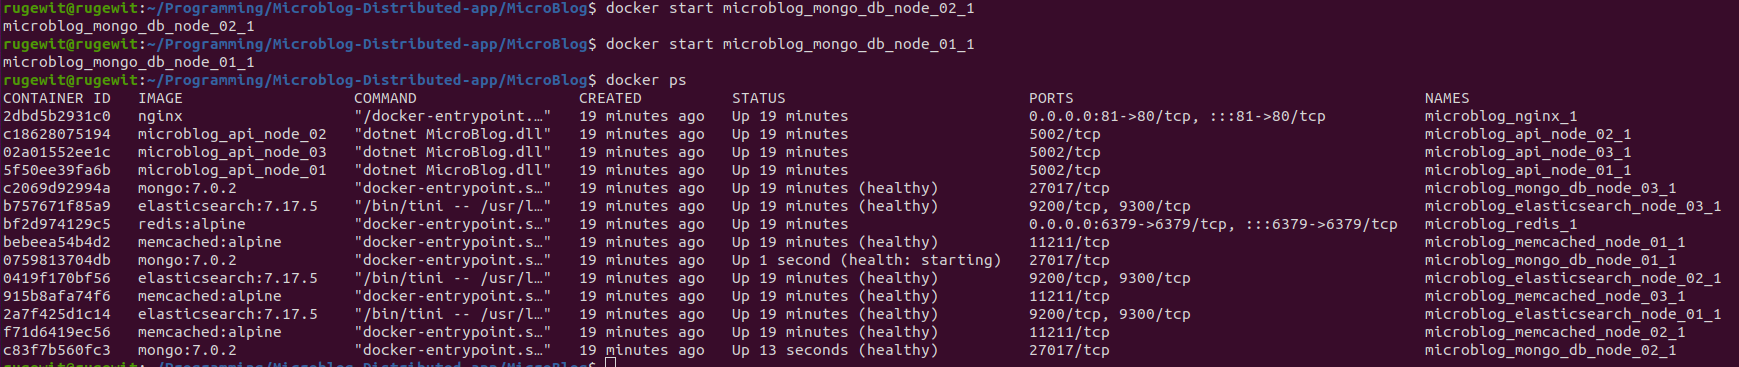 rugewit@rugewit:~/Programming/Microblog-Distributed-app/MicroBlog$ docker start microblog_mongo_db_node_02_1
microblog_mongo_db_node_02_1
rugewit@rugewit:~/Programming/Microblog-Distributed-app/MicroBlog$ docker start microblog_mongo_db_node_01_1
microblog_mongo_db_node_01_1
rugewit@rugewit:~/Programming/Microblog-Distributed-app/MicroBlog$ docker ps
CONTAINER ID   IMAGE                  COMMAND                  CREATED          STATUS                           PORTS                                       NAMES
2dbd5b2931c0   nginx                  "/docker-entrypoint.…"   19 minutes ago   Up 19 minutes                    0.0.0.0:81->80/tcp, :::81->80/tcp           microblog_nginx_1
c18628075194   microblog_api_node_02   "dotnet MicroBlog.dll"   19 minutes ago   Up 19 minutes                    5002/tcp                                    microblog_api_node_02_1
02a01552ee1c   microblog_api_node_03   "dotnet MicroBlog.dll"   19 minutes ago   Up 19 minutes                    5002/tcp                                    microblog_api_node_03_1
5f50ee39fa6b   microblog_api_node_01   "dotnet MicroBlog.dll"   19 minutes ago   Up 19 minutes                    5002/tcp                                    microblog_api_node_01_1
c2069d92994a   mongo:7.0.2            "docker-entrypoint.s…"   19 minutes ago   Up 19 minutes (healthy)          27017/tcp                                   microblog_mongo_db_node_03_1
b757671f85a9   elasticsearch:7.17.5   "/bin/tini -- /usr/l…"   19 minutes ago   Up 19 minutes (healthy)          9200/tcp, 9300/tcp                          microblog_elasticsearch_node_03_1
bf2d974129c5   redis:alpine           "docker-entrypoint.s…"   19 minutes ago   Up 19 minutes                    0.0.0.0:6379->6379/tcp, :::6379->6379/tcp   microblog_redis_1
bebeea54b4d2   memcached:alpine       "docker-entrypoint.s…"   19 minutes ago   Up 19 minutes (healthy)          11211/tcp                                   microblog_memcached_node_01_1
0759813704db   mongo:7.0.2            "docker-entrypoint.s…"   19 minutes ago   Up 1 second (health: starting)   27017/tcp                                   microblog_mongo_db_node_01_1
0419f170bf56   elasticsearch:7.17.5   "/bin/tini -- /usr/l…"   19 minutes ago   Up 19 minutes (healthy)          9200/tcp, 9300/tcp                          microblog_elasticsearch_node_02_1
915b8afa74f6   memcached:alpine       "docker-entrypoint.s…"   19 minutes ago   Up 19 minutes (healthy)          11211/tcp                                   microblog_memcached_node_03_1
2a7f425d1c14   elasticsearch:7.17.5   "/bin/tini -- /usr/l…"   19 minutes ago   Up 19 minutes (healthy)          9200/tcp, 9300/tcp                          microblog_elasticsearch_node_01_1
f71d6419ec56   memcached:alpine       "docker-entrypoint.s…"   19 minutes ago   Up 19 minutes (healthy)          11211/tcp                                   microblog_memcached_node_02_1
c83f7b560fc3   mongo:7.0.2            "docker-entrypoint.s…"   19 minutes ago   Up 13 seconds (healthy)          27017/tcp                                   microblog_mongo_db_node_02_1
rugewit@rugewit:~/Programming/Microblog-Distributed-app/MicroBlog$